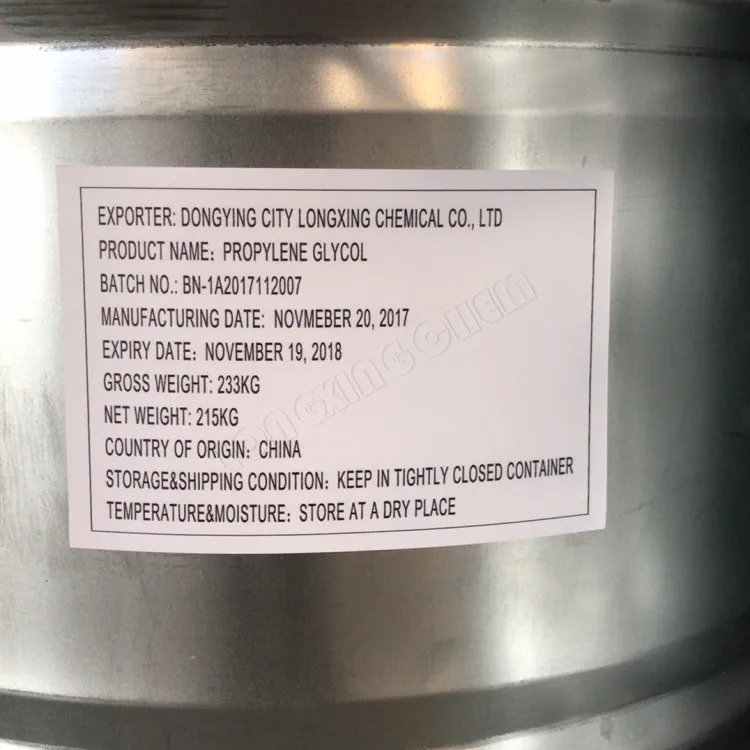 EXPORTER: DONGYING CITY LONGXING CHEMICAL CO., LTD
PRODUCT NAME: PROPYLENE GLYCOL
BATCH NO.: BN-1A2017112007
MANUFACTURING DATE: NOVMEBER 20, 2017
EXPIRY DATE: NOVEMBER 19, 2018
GROSS WEIGHT: 233KG
NET WEIGHT: 215KG
COUNTRY OF ORIGIN: CHINA
STORAGE&SHIPPING CONDITION: KEEP IN TIGHTLY CLOSED CONTAINER
TEMPERATURE&MOISTURE: STORE AT A DRY PLACE
LONGXING CHEM